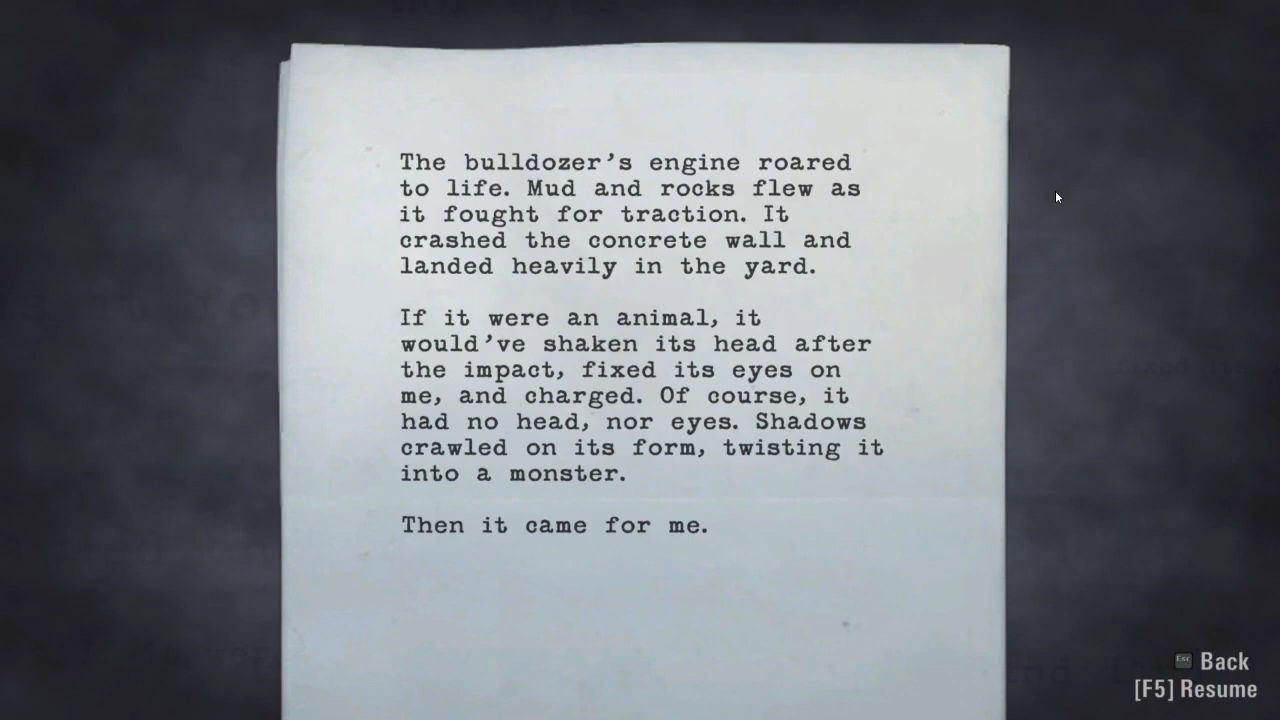 The bulldozer's engine roared
to life. Mud and rocks flew as
it fought for traction. It
crashed the concrete wall and
landed heavily in the yard.
If it were an animal, it
would've shaken its head after
the impact, fixed its eyes on
me, and charged. Of course, it
had no head, nor eyes. Shadows
crawled on its form, twisting it
into a monster.
Then it came for me.
Esc Back
[F5] Resume